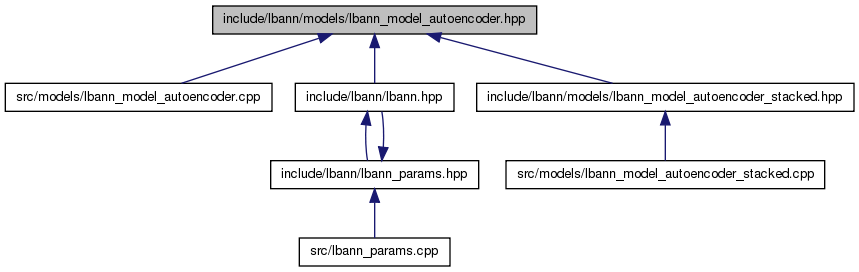 include/lbann/models/lbann_model_autoencoder.hpp
src/models/lbann_model_autoencoder.cpp
include/lbann/lbann.hpp
include/lbann/models/lbann_model_autoencoder_stacked.hpp
include/lbann/lbann_params.hpp
src/models/lbann_model_autoencoder_stacked.cpp
src/lbann_params.cpp